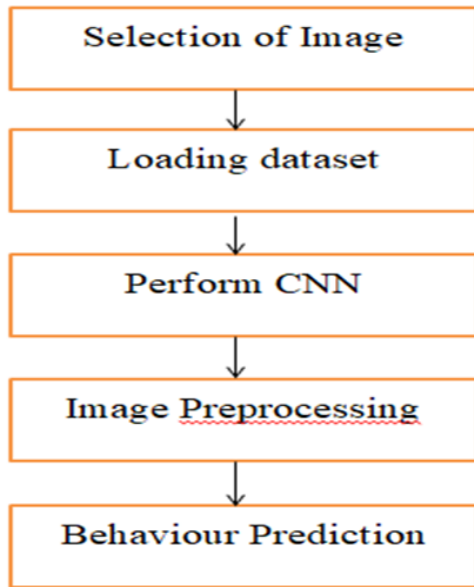 Selection of Image
Loading dataset
Perform CNN
Image Preprocessing
Behaviour Prediction